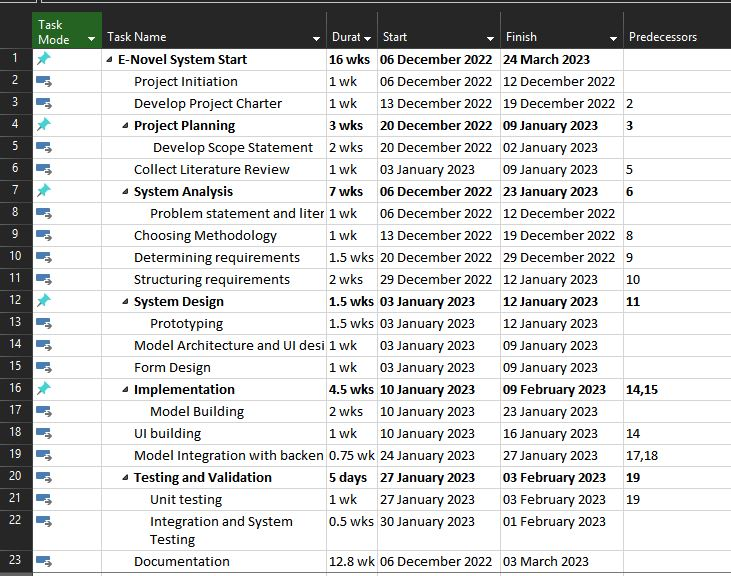 Task Mode Task Name Durat Start Finish Predecessors
1 E-Novel System Start 16 wks 06 December 2022 24 March 2023
2 Project Initiation 1 wk 06 December 2022 12 December 2022
3 Develop Project Charter 1 wk 13 December 2022 19 December 2022 2
4 Project Planning 3 wks 20 December 2022 09 January 2023 3
5 Develop Scope Statement 2 wks 20 December 2022 02 January 2023
6 Collect Literature Review 1 wk 03 January 2023 09 January 2023 5
7 System Analysis 7 wks 06 December 2022 23 January 2023 6
8 Problem statement and liter 1 wk 06 December 2022 12 December 2022
9 Choosing Methodology 1 wk 13 December 2022 19 December 2022 8
10 Determining requirements 1.5 wks 20 December 2022 29 December 2022 9
11 Structuring requirements 2 wks 29 December 2022 12 January 2023 10
12 System Design 1.5 wks 03 January 2023 12 January 2023 11
13 Prototyping 1.5 wks 03 January 2023 12 January 2023
14 Model Architecture and UI desi 1 wk 03 January 2023 09 January 2023
15 Form Design 1 wk 03 January 2023 09 January 2023
16 Implementation 4.5 wks 10 January 2023 09 February 2023 14,15
17 Model Building 2 wks 10 January 2023 23 January 2023
18 UI building 1 wk 10 January 2023 16 January 2023 14
19 Model Integration with backen 0.75 wk 24 January 2023 27 January 2023 17,18
20 Testing and Validation 5 days 27 January 2023 03 February 2023 19
21 Unit testing 1 wk 27 January 2023 03 February 2023 19
22 Integration and System Testing 0.5 wks 30 January 2023 01 February 2023
23 Documentation 12.8 wk 06 December 2022 03 March 2023